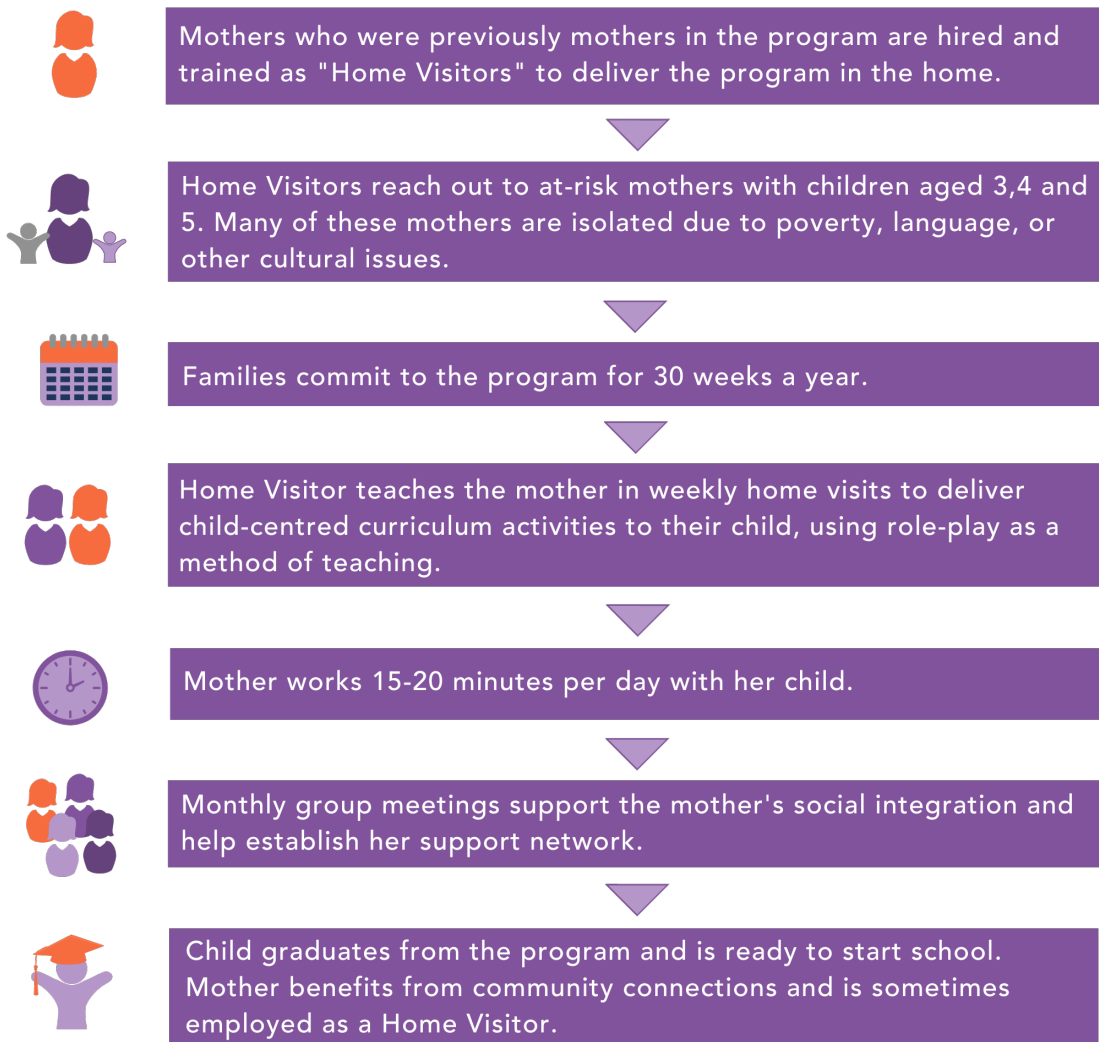 Mothers who were previously mothers in the program are hired and
trained as "Home Visitors" to deliver the program in the home.
Home Visitors reach out to at-risk mothers with children aged 3,4 and
5. Many of these mothers are isolated due to poverty, language, or
other cultural issues.
Families commit to the program for 30 weeks a year.
Home Visitor teaches the mother in weekly home visits to deliver
child-centred curriculum activities to their child, using role-play as a
method of teaching.
Mother works 15-20 minutes per day with her child.
Monthly group meetings support the mother's social integration and
help establish her support network.
Child graduates from the program and is ready to start school.
Mother benefits from community connections and is sometimes
employed as a Home Visitor.